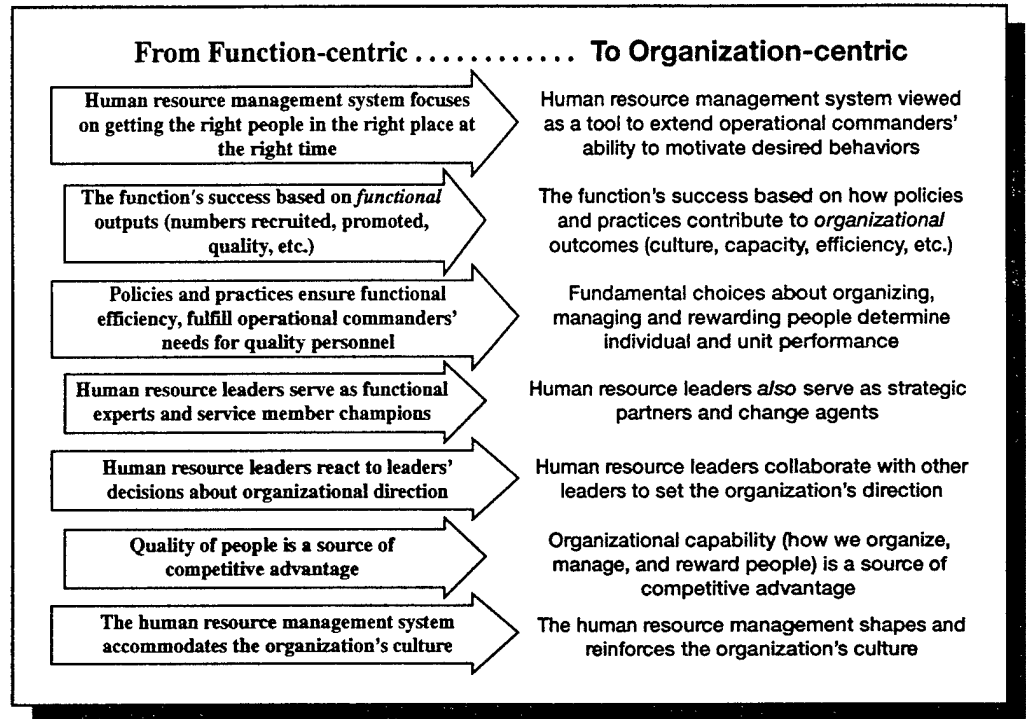 From Function-centric . . . . . . . . . . . . To Organization-centric
Human resource management system focuses
on getting the right people in the right place at
the right time
Human resource management system viewed
as a tool to extend operational commanders'
ability to motivate desired behaviors
The function's success based on functional
outputs (numbers recruited, promoted,
quality, etc.)
The function's success based on how policies
and practices contribute to organizational
outcomes (culture, capacity, efficiency, etc.)
Policies and practices ensure functional
efficiency, fulfill operational commanders'
needs for quality personnel
Fundamental choices about organizing,
managing and rewarding people determine
individual and unit performance
Human resource leaders serve as functional
experts and service member champions
Human resource leaders also serve as strategic
partners and change agents
Human resource leaders react to leaders'
decisions about organizational direction
Human resource leaders collaborate with other
leaders to set the organization's direction
Quality of people is a source of
competitive advantage
Organizational capability (how we organize,
manage, and reward people) is a source of
competitive advantage
The human resource management system
accommodates the organization's culture
The human resource management shapes and
reinforces the organization's culture